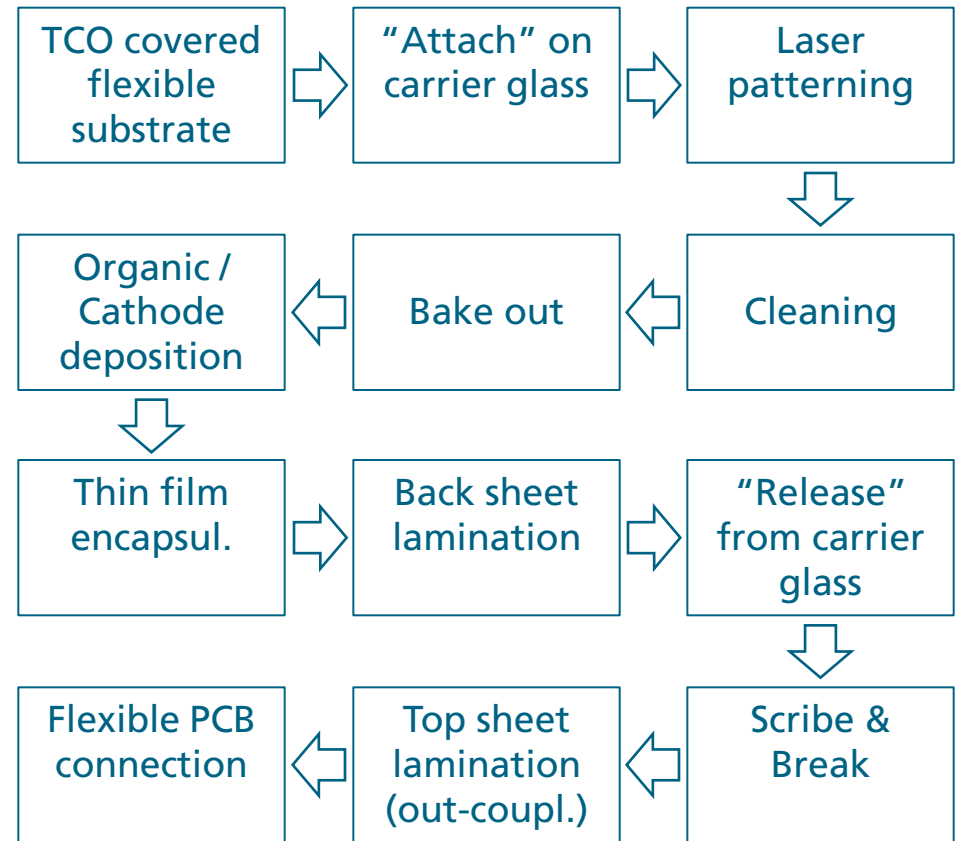 TCO covered
flexible
substrate
“Attach” on
carrier glass
Laser
patterning
Cleaning
Bake out
Organic /
Cathode
deposition
Thin film
encapsul.
Back sheet
lamination
“Release”
from carrier
glass
Scribe &
Break
Top sheet
lamination
(out-coupl.)
Flexible PCB
connection